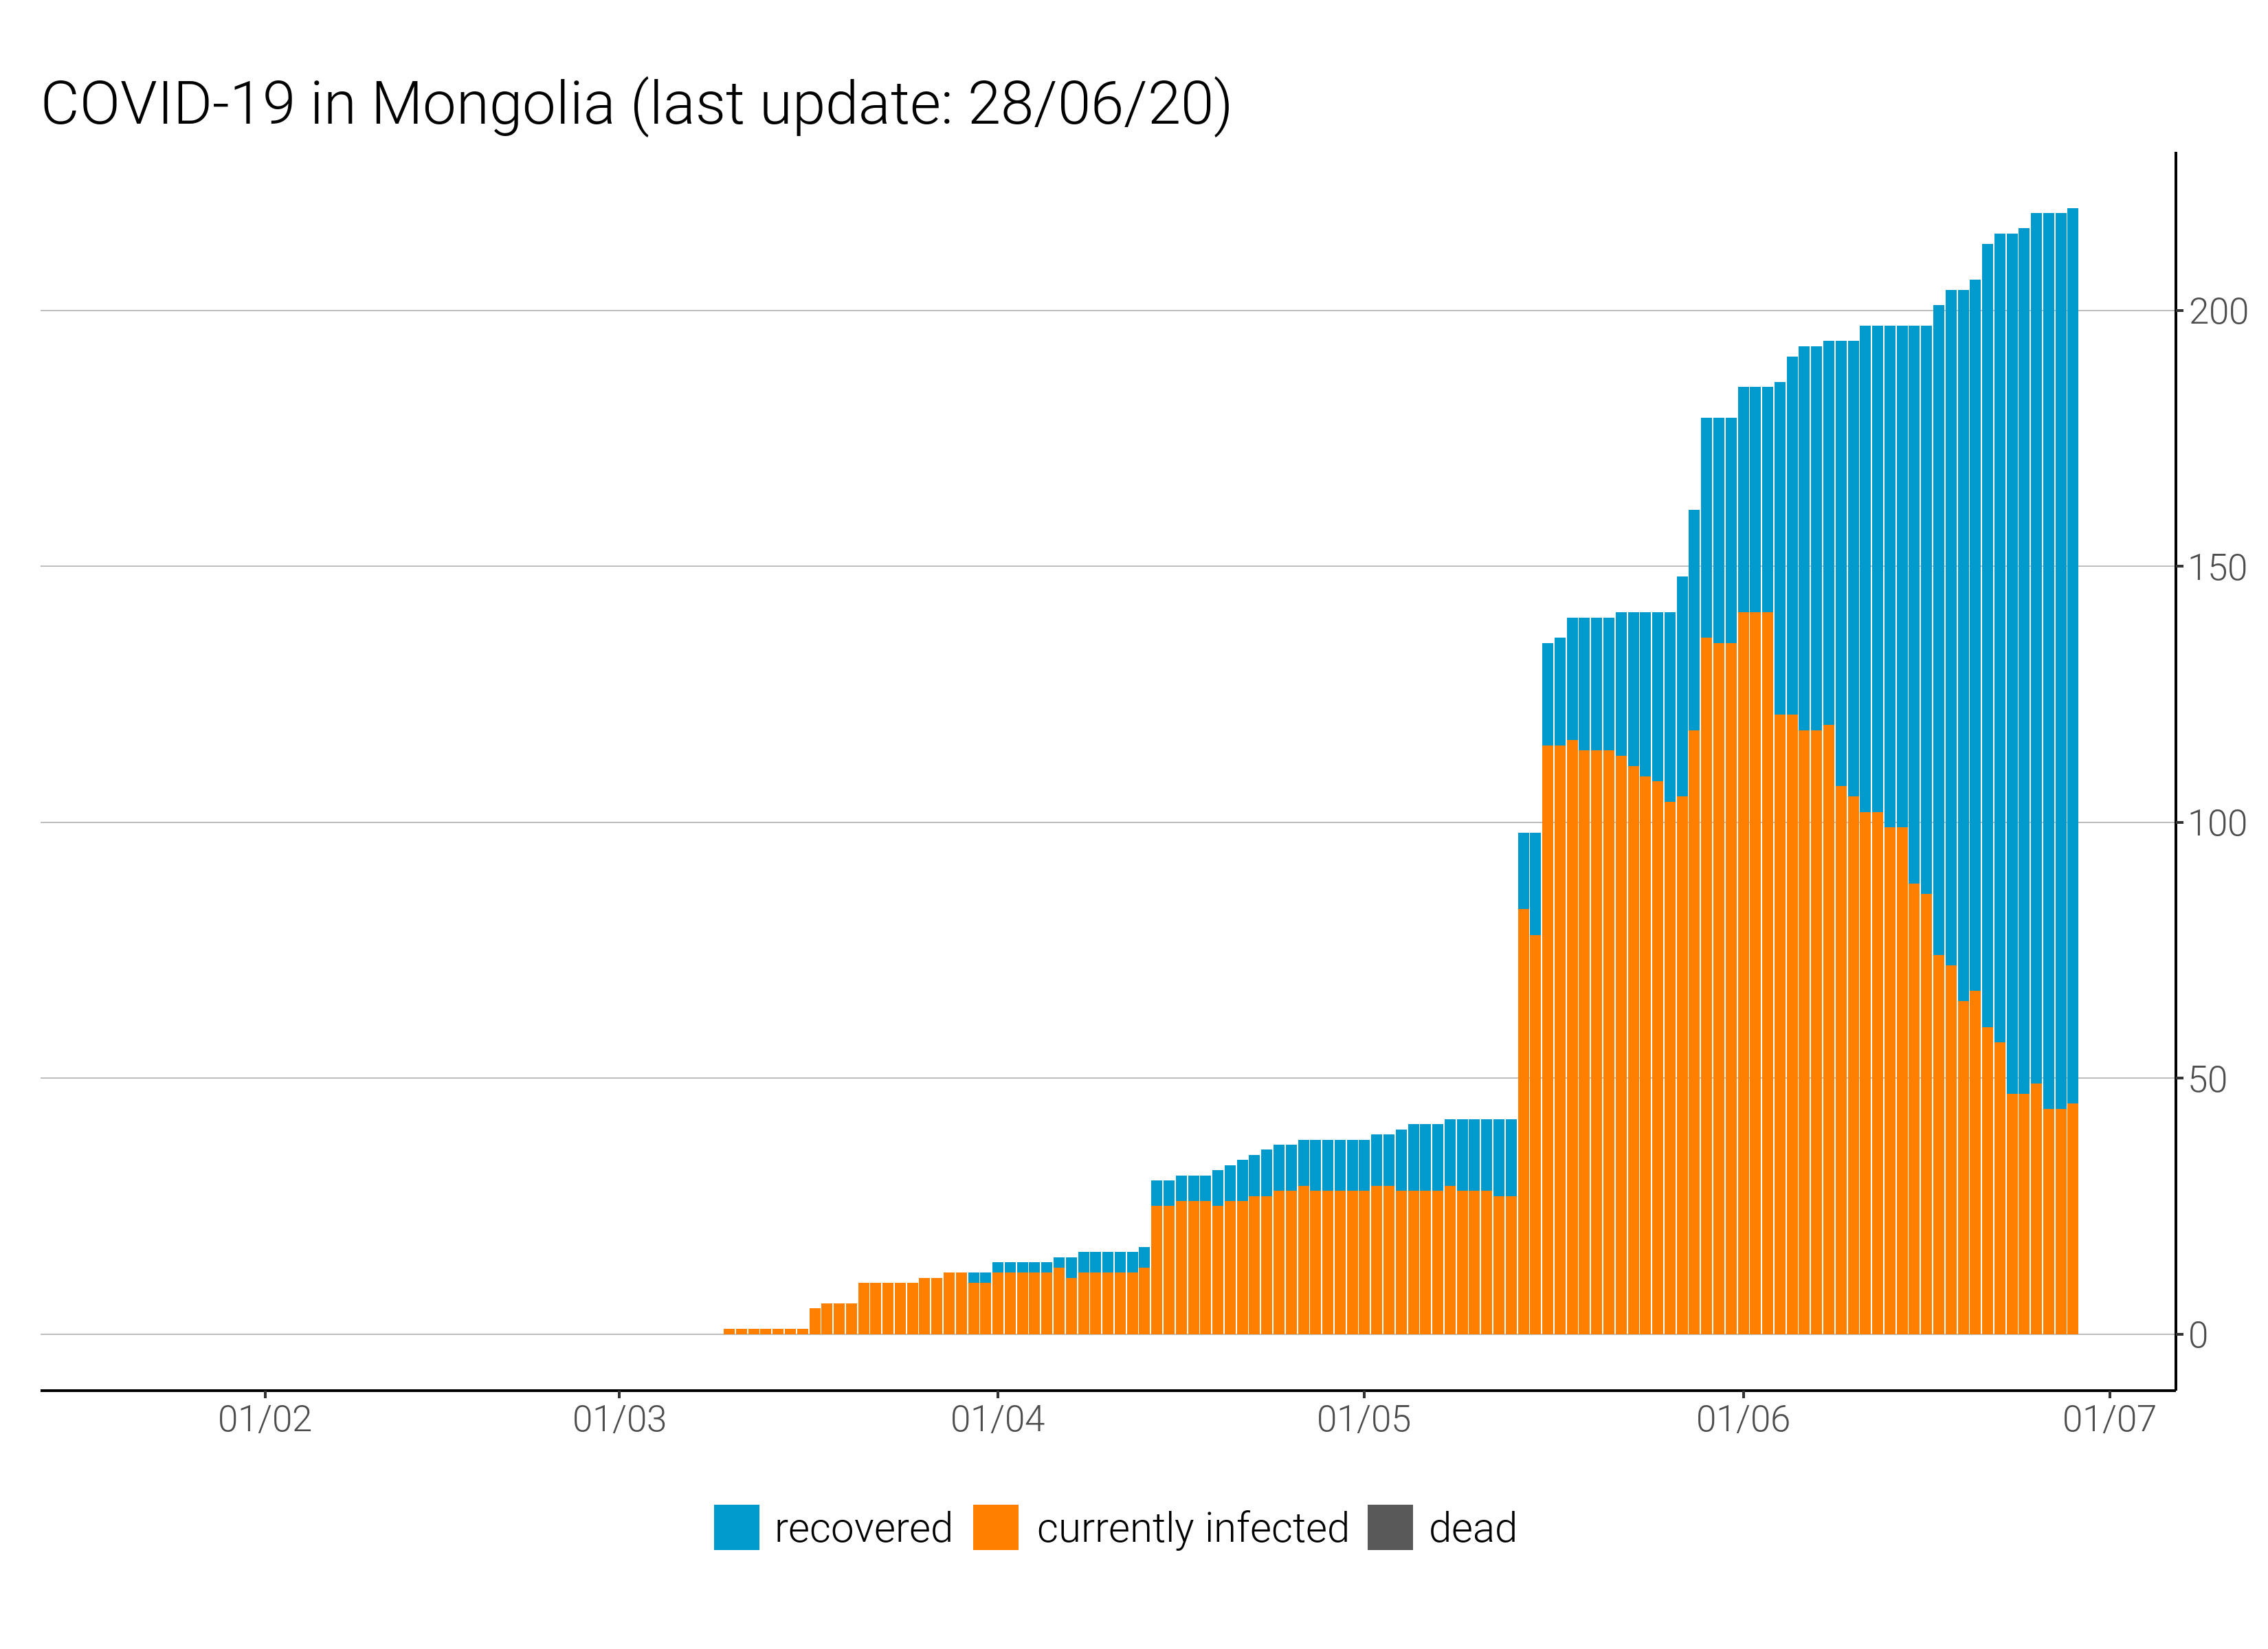 COVID-19 in Mongolia (last update: 28/06/20)
200
150
100
50
0
01/02 01/03 01/04 01/05 01/06 01/07
recovered currently infected dead